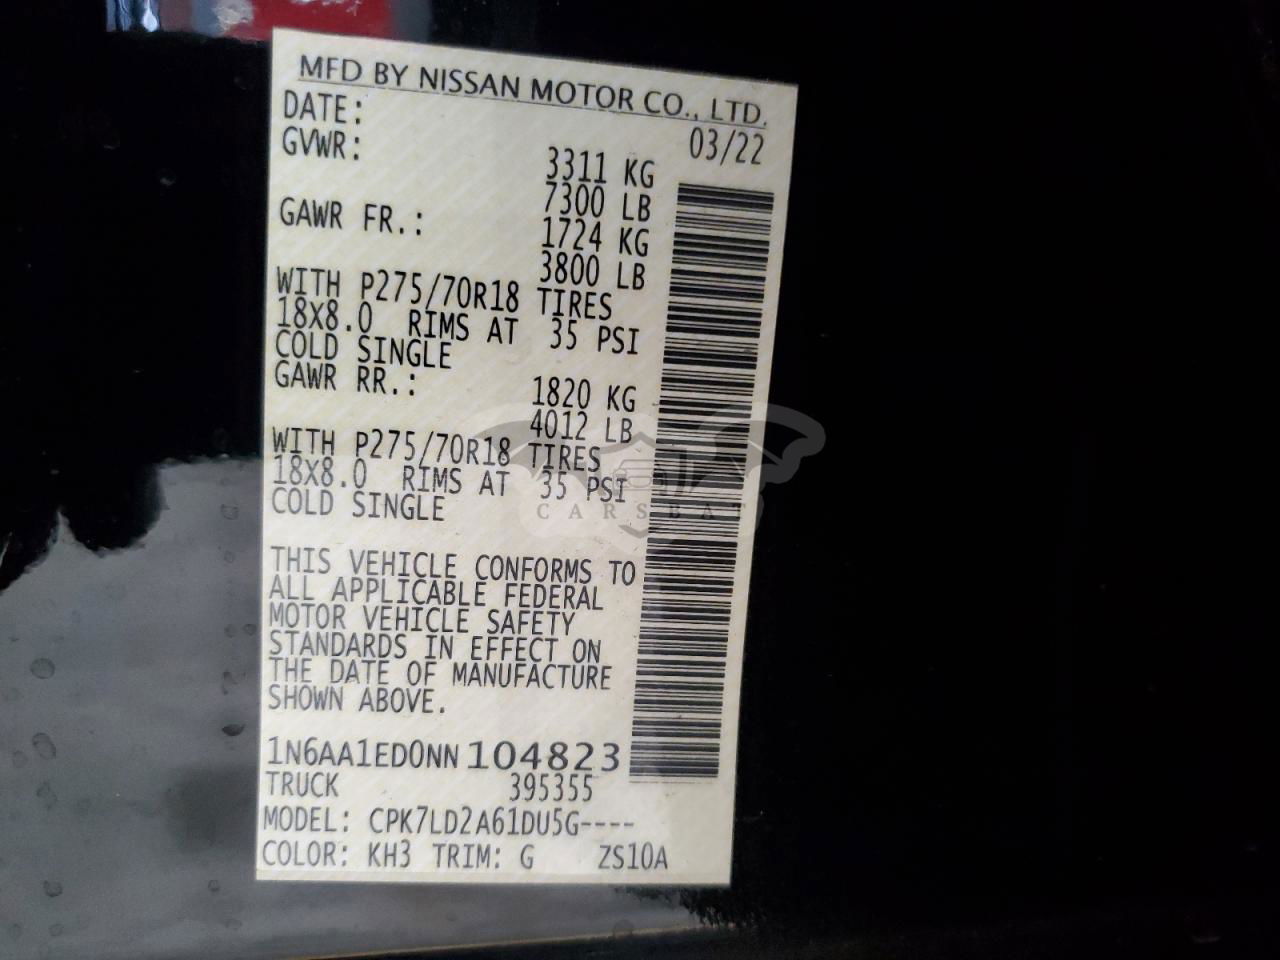 MFD BY NISSAN MOTOR CO., LTD.
DATE: 03/22
GVWR: 3311 KG
7300 LB
GAWR FR.: 1724 KG
3800 LB
WITH P275/70R18 TIRES
18X8.0 RIMS AT 35 PSI
COLD SINGLE
GAWR RR.: 1820 KG
4012 LB
WITH P275/70R18 TIRES
18X8.0 RIMS AT 35 PSI
COLD SINGLE
CARSBAT
THIS VEHICLE CONFORMS TO
ALL APPLICABLE FEDERAL
MOTOR VEHICLE SAFETY
STANDARDS IN EFFECT ON
THE DATE OF MANUFACTURE
SHOWN ABOVE.
1N6AA1ED0NN104823
TRUCK 395355
MODEL: CPK7LD2A61DU5G----
COLOR: KH3 TRIM: G ZS10A